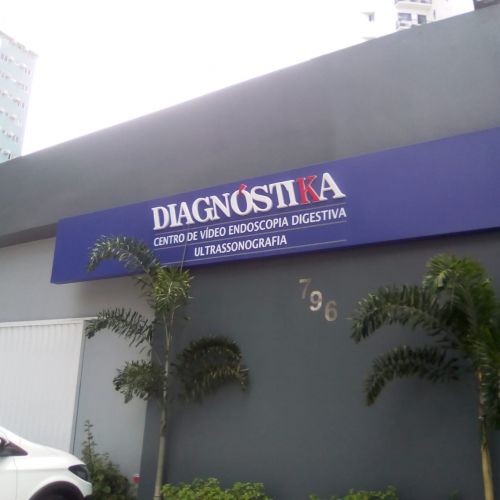 DIAGNÓSTIKA
CENTRO DE VÍDEO ENDOSCOPIA DIGESTIVA
ULTRASSONOGRAFIA
796